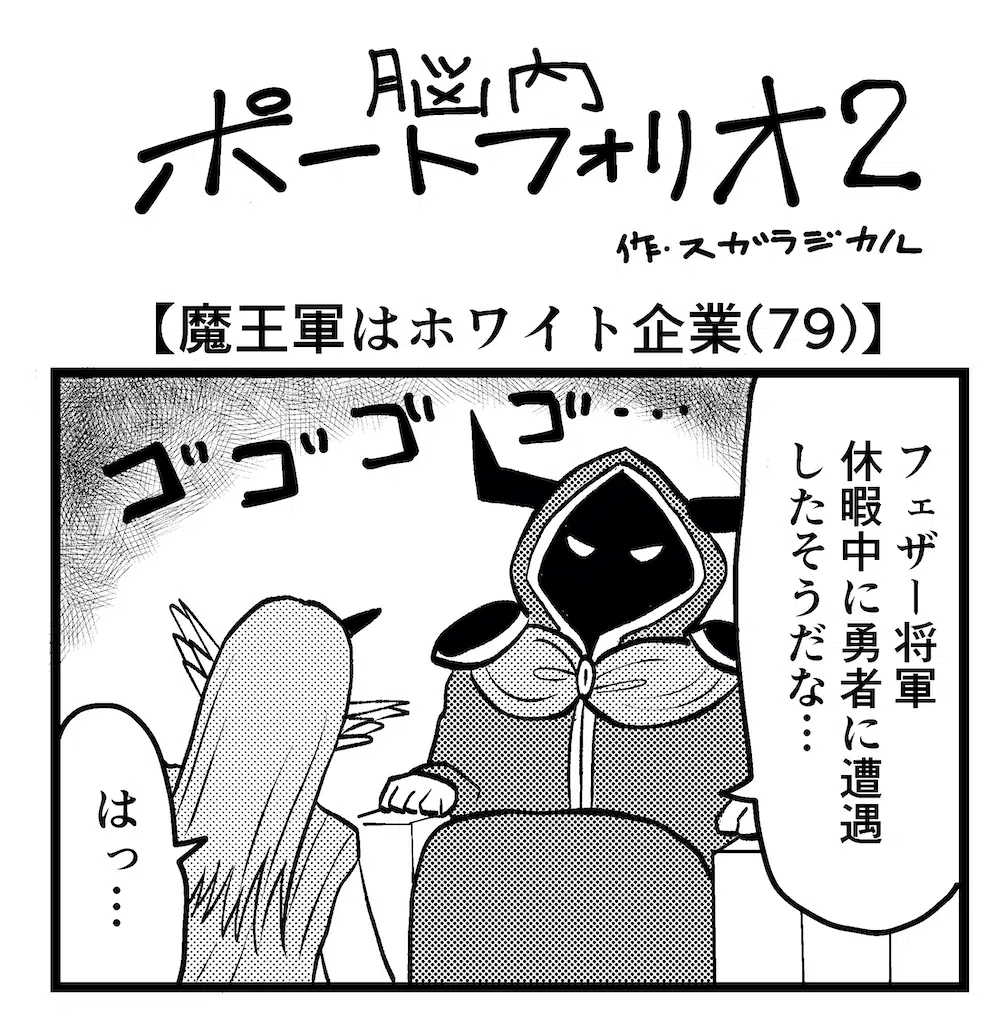 脳内
ポートフォリオ2
作・スガラジカル
【魔王軍はホワイト企業(79)】
ゴゴゴゴ・・・
フェザー将軍
休暇中に勇者に遭遇
したそうだな…
はっ…